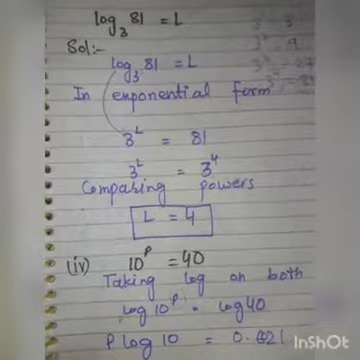 log₃ 81 = L
Sol:-
log₃ 81 = L
In exponential form
3ᴸ = 81
3ᴸ = 3⁴
Comparing powers
L = 4
(iv) 10ᴾ = 40
Taking log on both
log 10ᴾ = log 40
P log 10 =
InShot